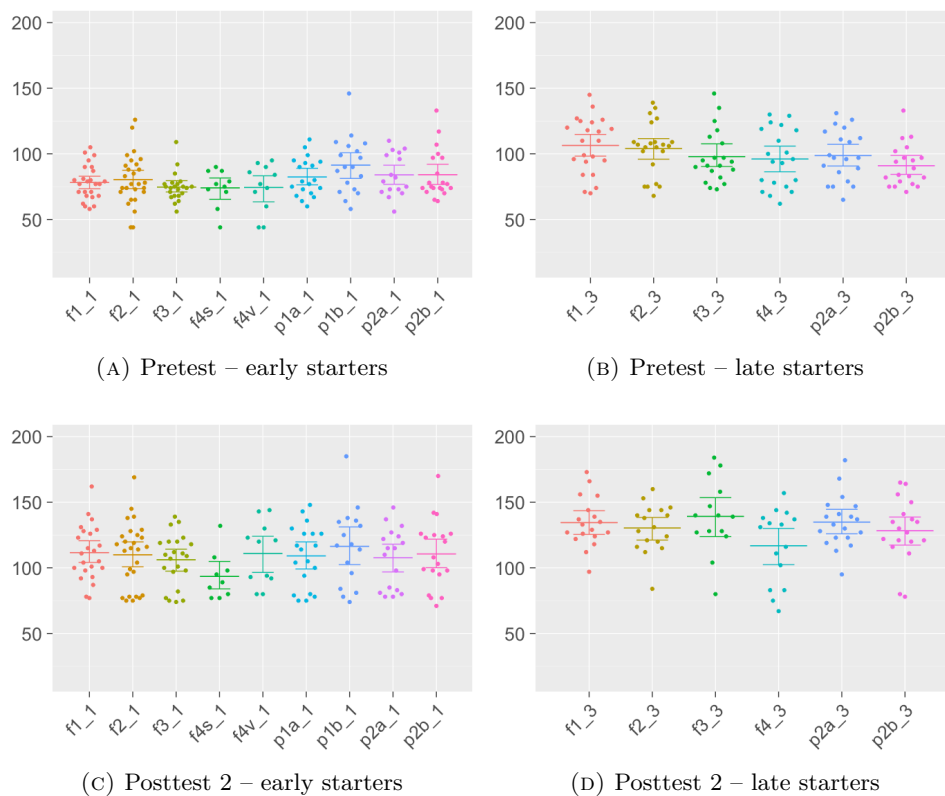 200
150
100
50
f1_1 f2_1 f3_1 f4s_1 f4v_1 p1a_1 p1b_1 p2a_1 p2b_1
(A) Pretest – early starters
200
150
100
50
f1_3 f2_3 f3_3 f4_3 p2a_3 p2b_3
(B) Pretest – late starters
200
150
100
50
f1_1 f2_1 f3_1 f4s_1 f4v_1 p1a_1 p1b_1 p2a_1 p2b_1
(C) Posttest 2 – early starters
200
150
100
50
f1_3 f2_3 f3_3 f4_3 p2a_3 p2b_3
(D) Posttest 2 – late starters